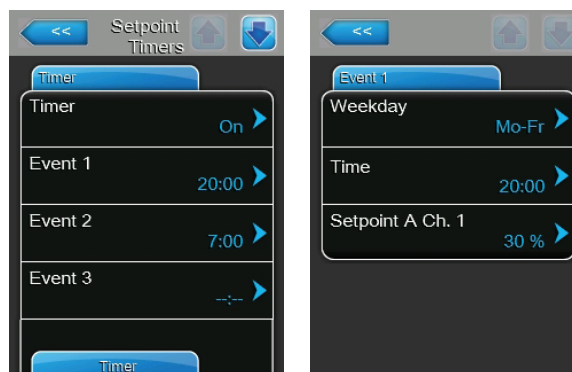 <<
Setpoint
Timers
Timer
Timer
On
Event 1
20:00
Event 2
7:00
Event 3
--:--
Timer
<<
Event 1
Weekday
Mo-Fr
Time
20:00
Setpoint A Ch. 1
30 %